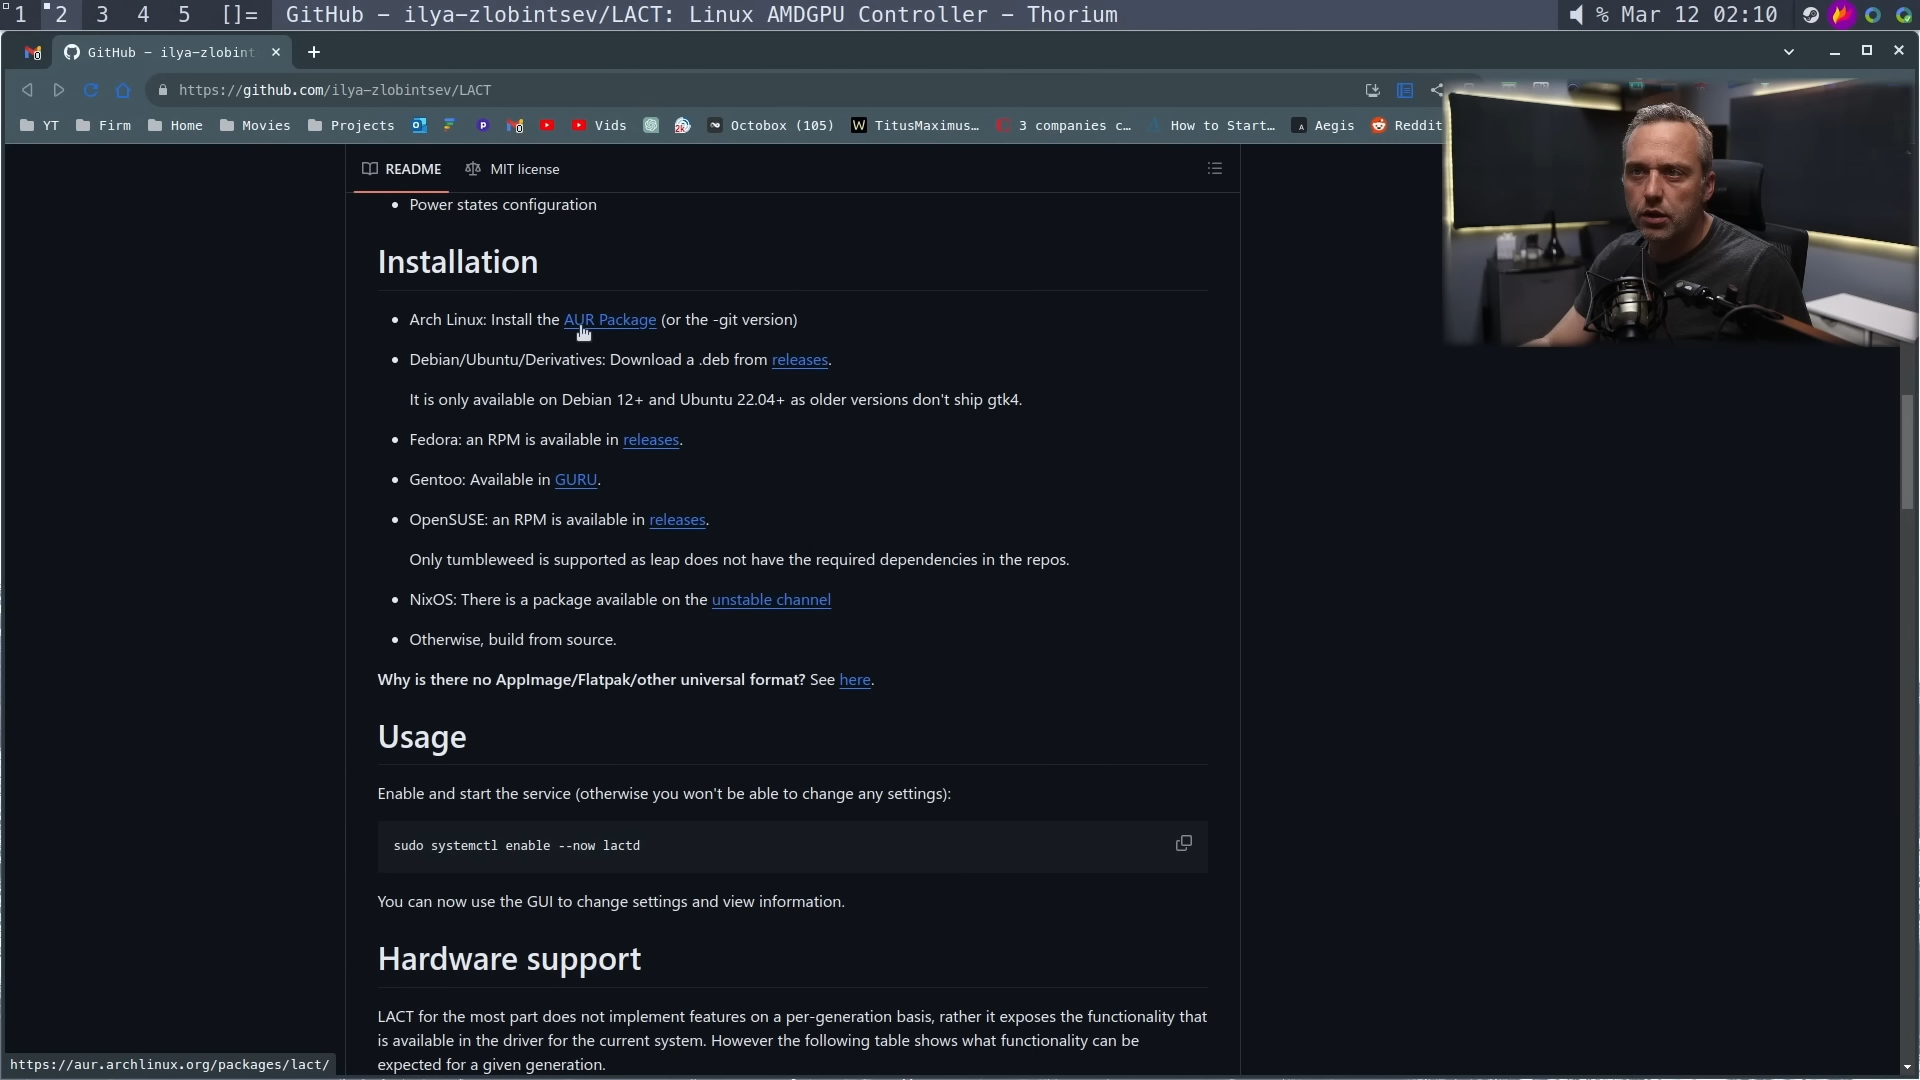 1 2 3 4 5 []= GitHub - ilya-zlobintsev/LACT: Linux AMDGPU Controller - Thorium % Mar 12 02:10
GitHub - ilya-zlobint
https://github.com/ilya-zlobintsev/LACT
YT Firm Home Movies Projects Vids Octobox (105) TitusMaximus… 3 companies c… How to Start… Aegis Reddit
README MIT license
• Power states configuration
Installation
• Arch Linux: Install the AUR Package (or the -git version)
• Debian/Ubuntu/Derivatives: Download a .deb from releases.
It is only available on Debian 12+ and Ubuntu 22.04+ as older versions don't ship gtk4.
• Fedora: an RPM is available in releases.
• Gentoo: Available in GURU.
• OpenSUSE: an RPM is available in releases.
Only tumbleweed is supported as leap does not have the required dependencies in the repos.
• NixOS: There is a package available on the unstable channel
• Otherwise, build from source.
Why is there no AppImage/Flatpak/other universal format? See here.
Usage
Enable and start the service (otherwise you won't be able to change any settings):
sudo systemctl enable --now lactd
You can now use the GUI to change settings and view information.
Hardware support
LACT for the most part does not implement features on a per-generation basis, rather it exposes the functionality that
is available in the driver for the current system. However the following table shows what functionality can be
expected for a given generation.
https://aur.archlinux.org/packages/lact/